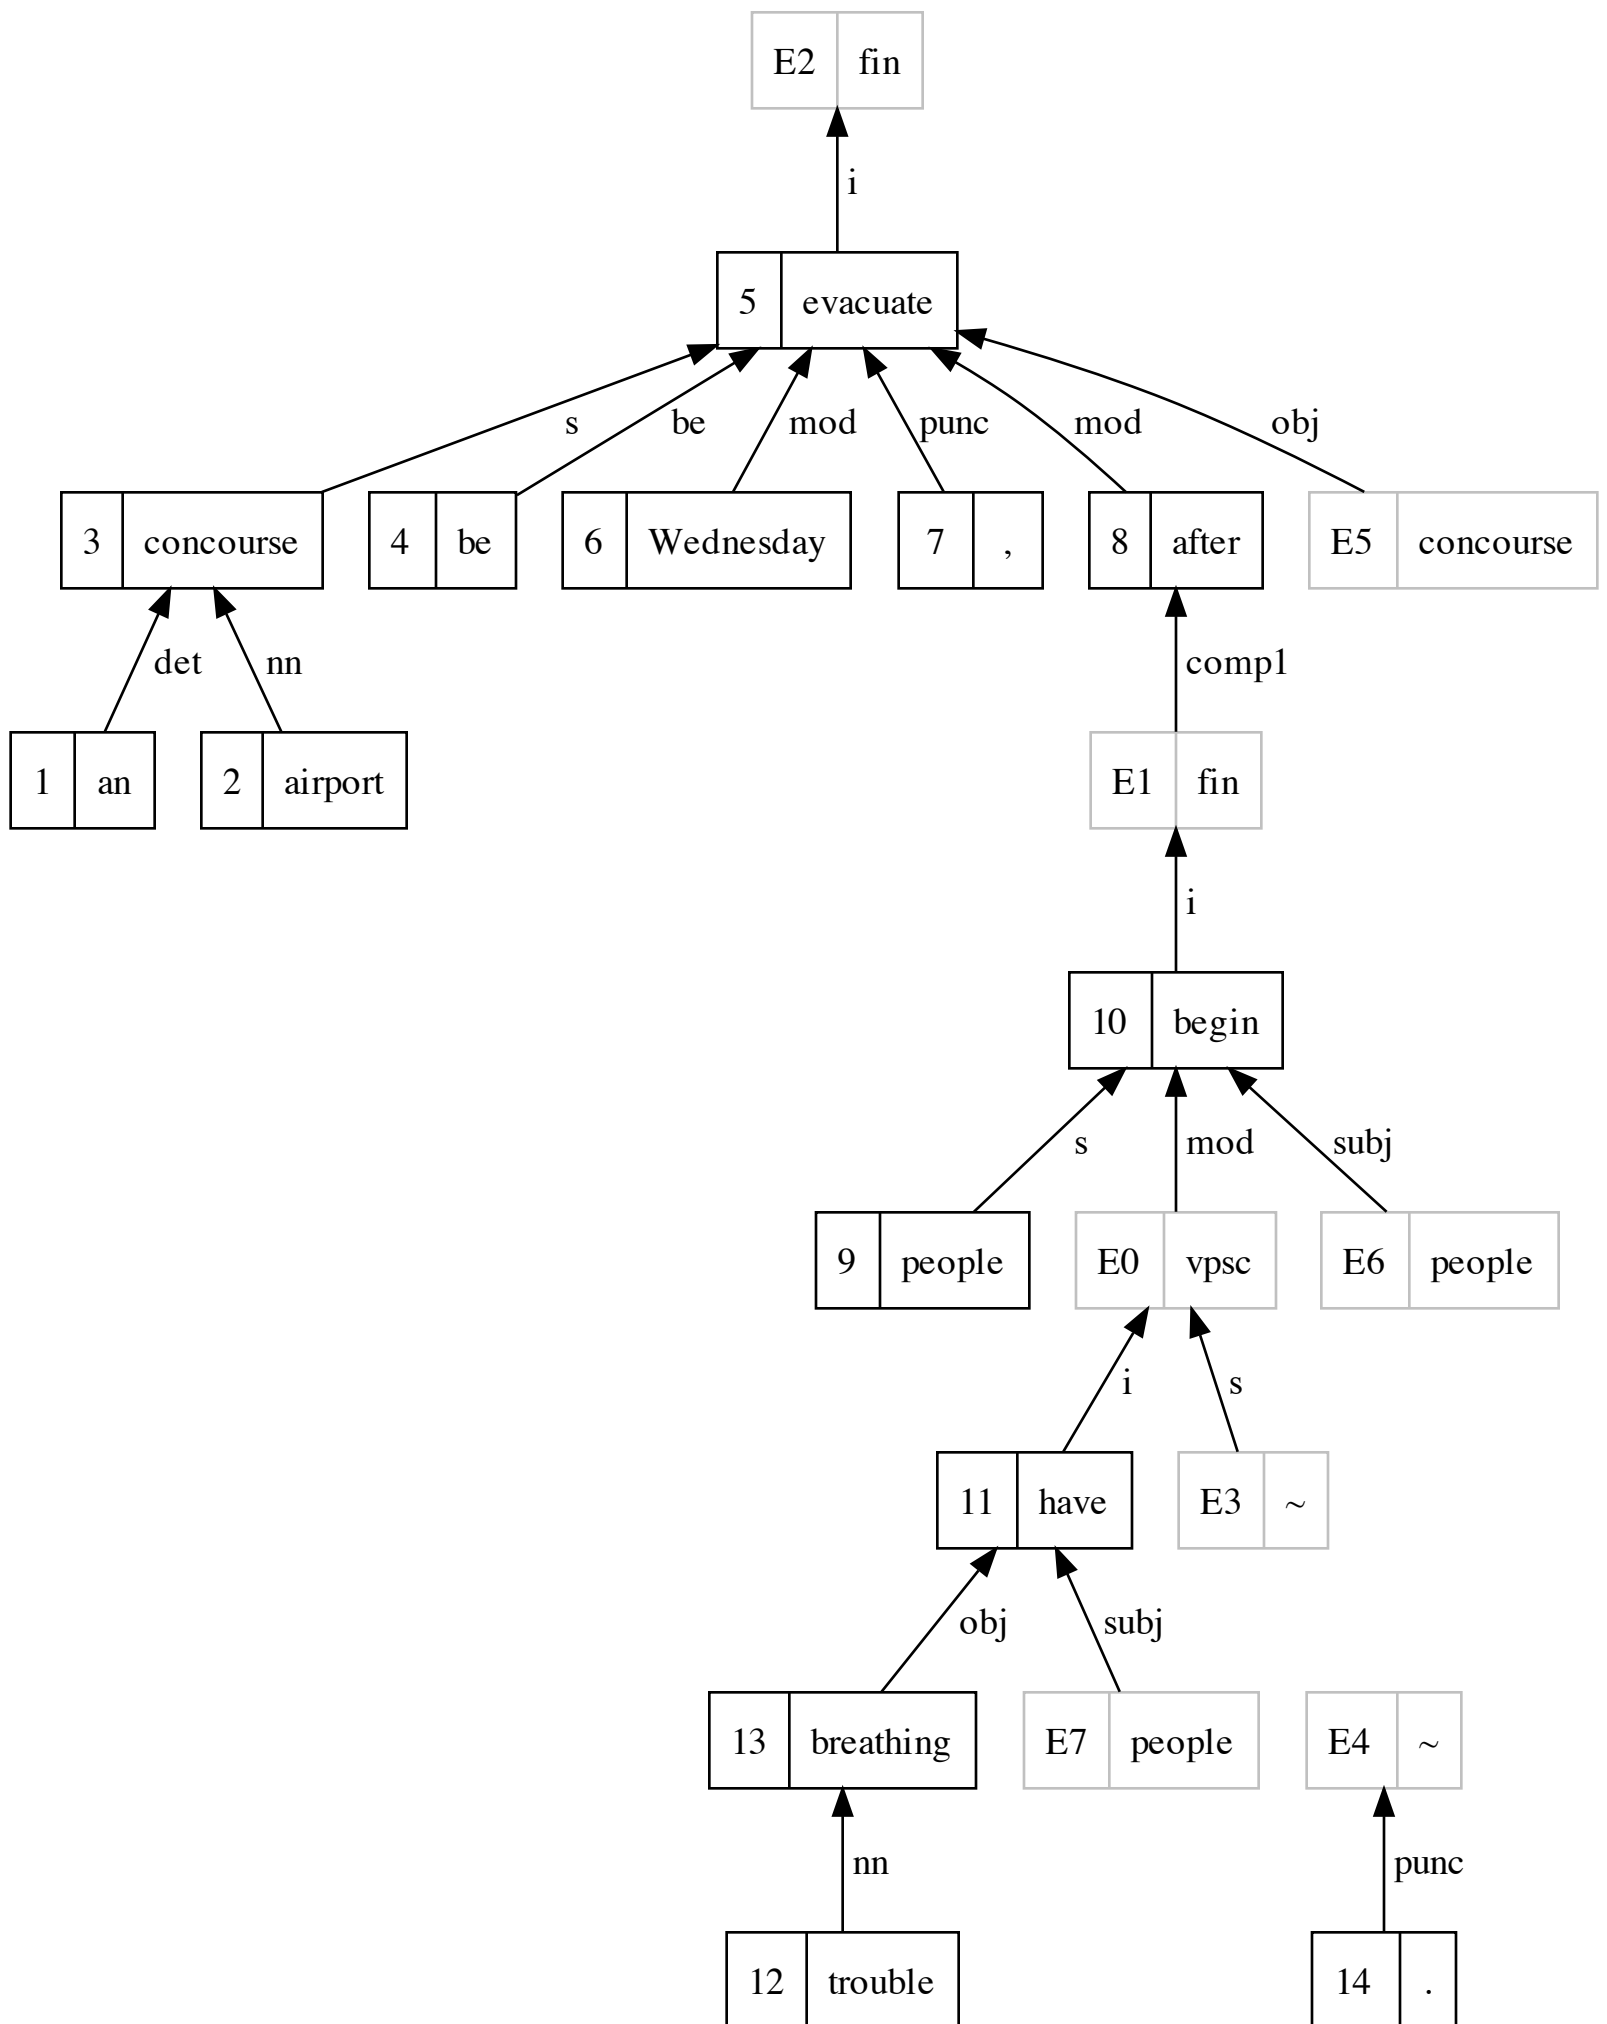 E2 fin
i
5 evacuate
s be mod punc mod obj
3 concourse 4 be 6 Wednesday 7 , 8 after E5 concourse
det nn comp1
1 an 2 airport E1 fin
i
10 begin
s mod subj
9 people E0 vpsc E6 people
i s
11 have E3 ~
obj subj
13 breathing E7 people E4 ~
nn punc
12 trouble 14 .